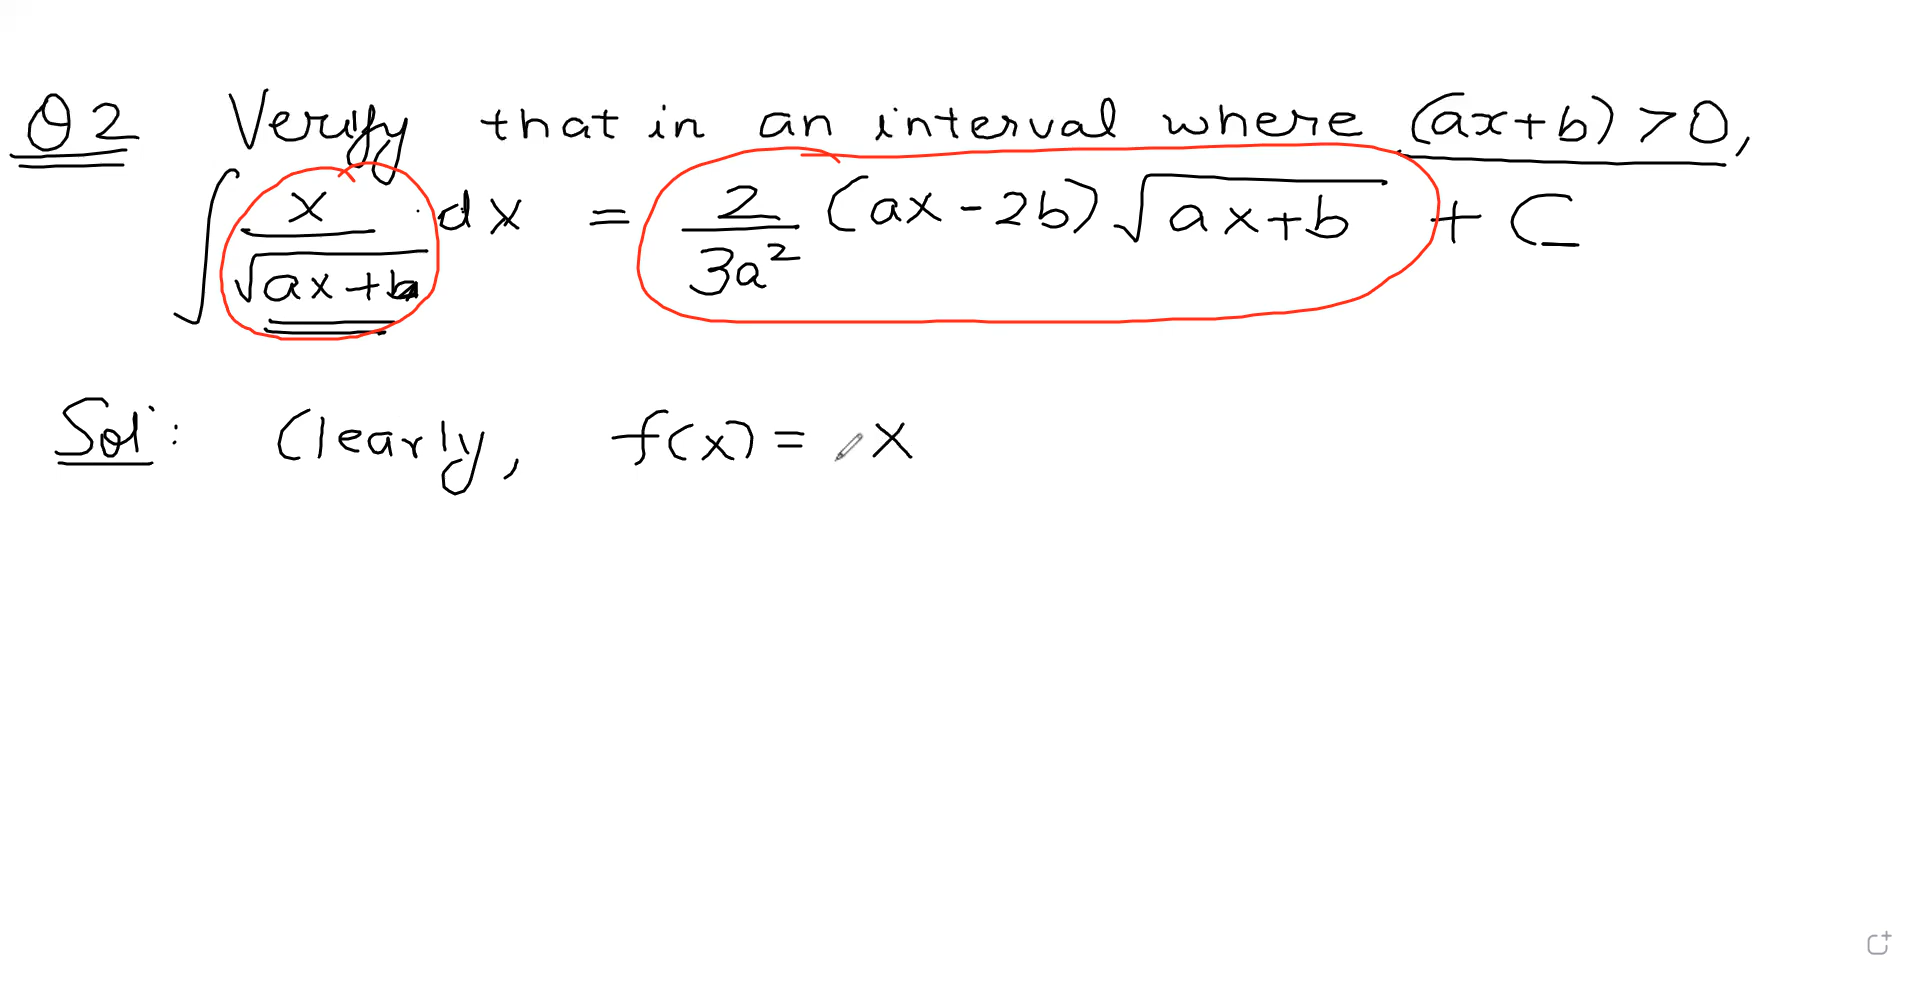 Q2 Verify that in an interval where (ax+b) > 0,
∫ x/√(ax+b) dx = 2/(3a²) (ax-2b) √(ax+b) + C
Sol: Clearly, f(x) = x